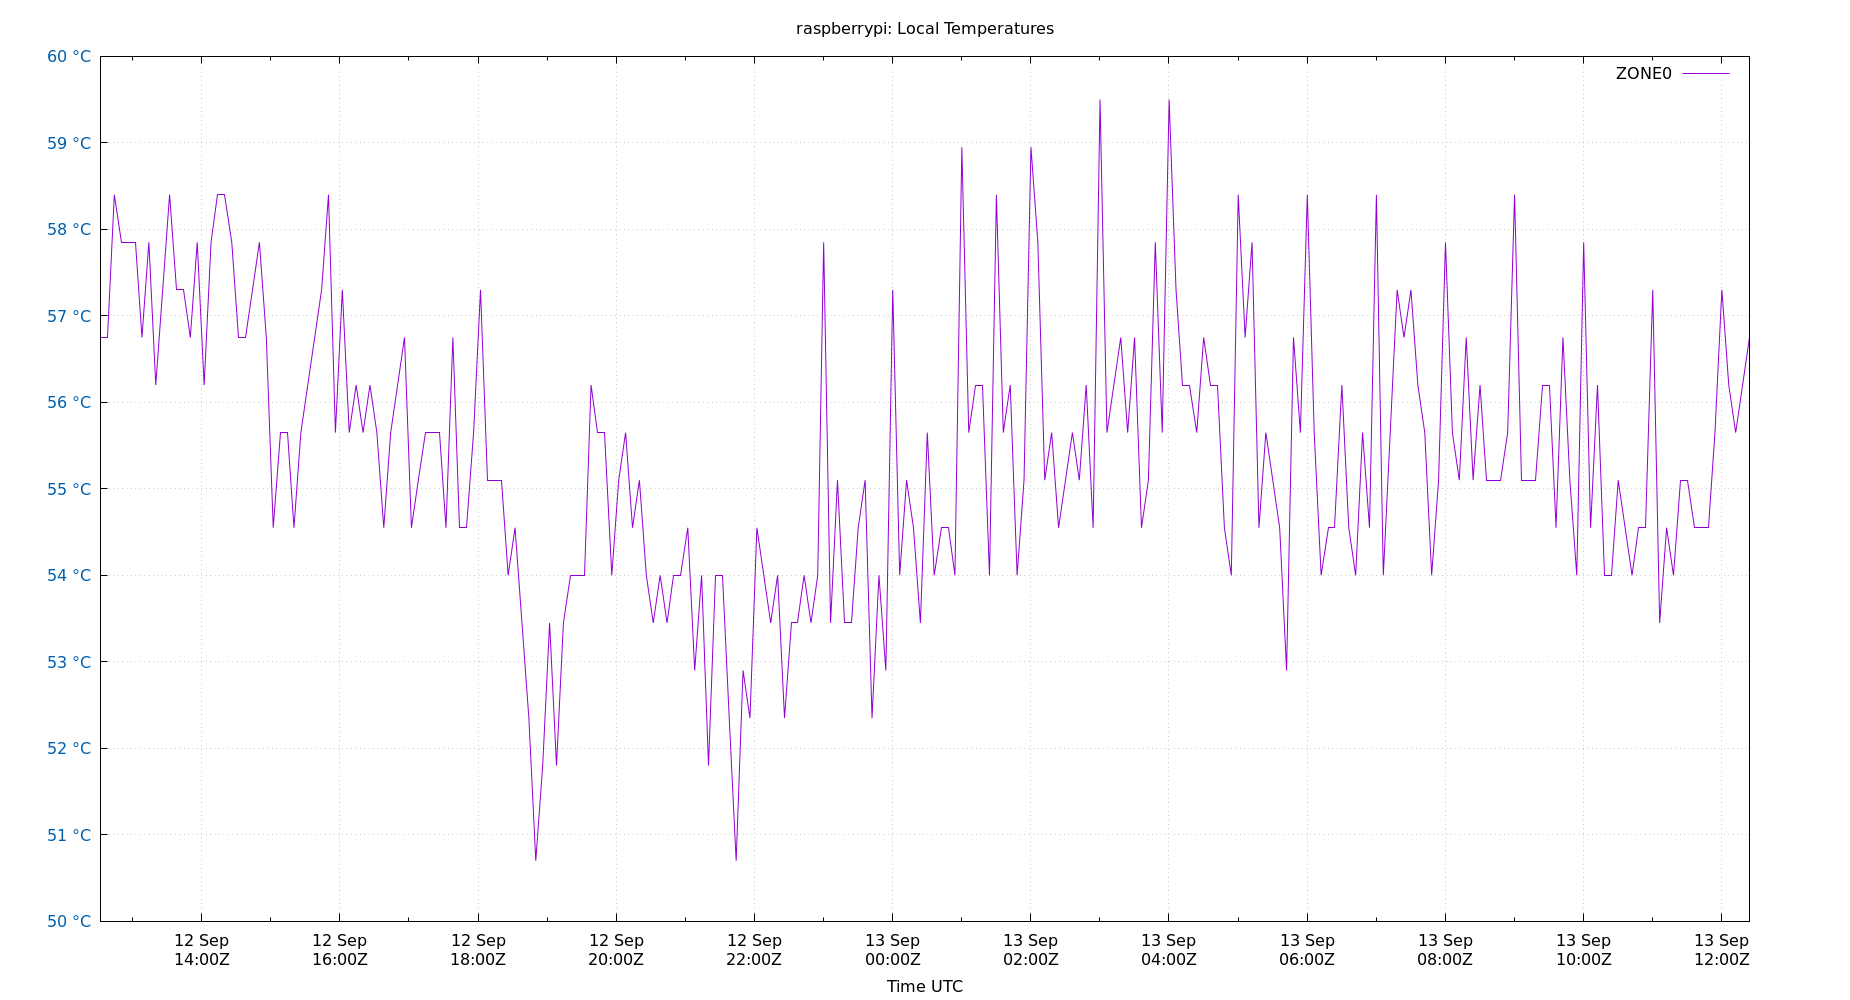 raspberrypi: Local Temperatures
60 °C
ZONE0
59 °C
58 °C
57 °C
56 °C
55 °C
54 °C
53 °C
52 °C
51 °C
50 °C
12 Sep 12 Sep 12 Sep 12 Sep 12 Sep 13 Sep 13 Sep 13 Sep 13 Sep 13 Sep 13 Sep 13 Sep
14:00Z 16:00Z 18:00Z 20:00Z 22:00Z 00:00Z 02:00Z 04:00Z 06:00Z 08:00Z 10:00Z 12:00Z
Time UTC